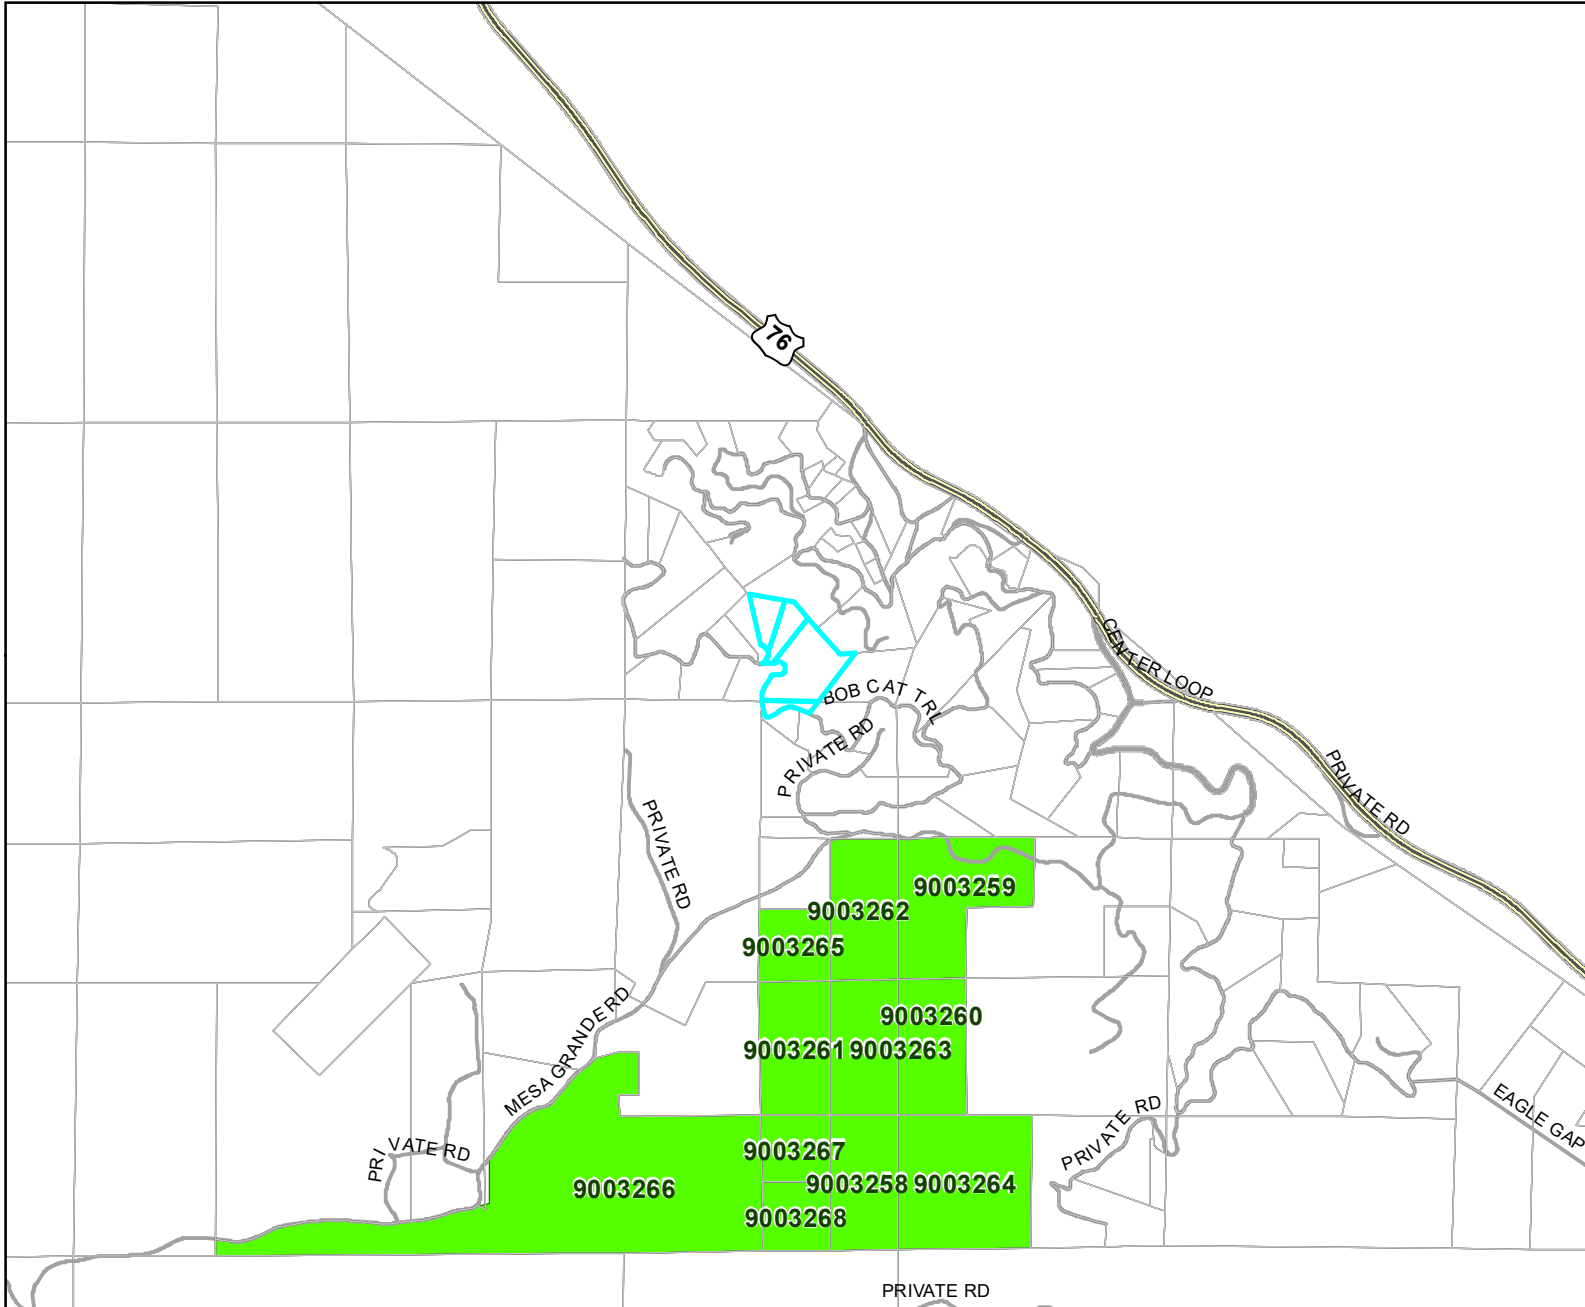 76
CENTER LOOP
BOB CAT TRL
PRIVATE RD
PRIVATE RD
PRIVATE RD
9003259
9003262
9003265
MESA GRANDE RD
9003260
9003261
9003263
PRIVATE RD
EAGLE GAP
PRIVATE RD
9003267
9003266
9003258
9003264
9003268
PRIVATE RD